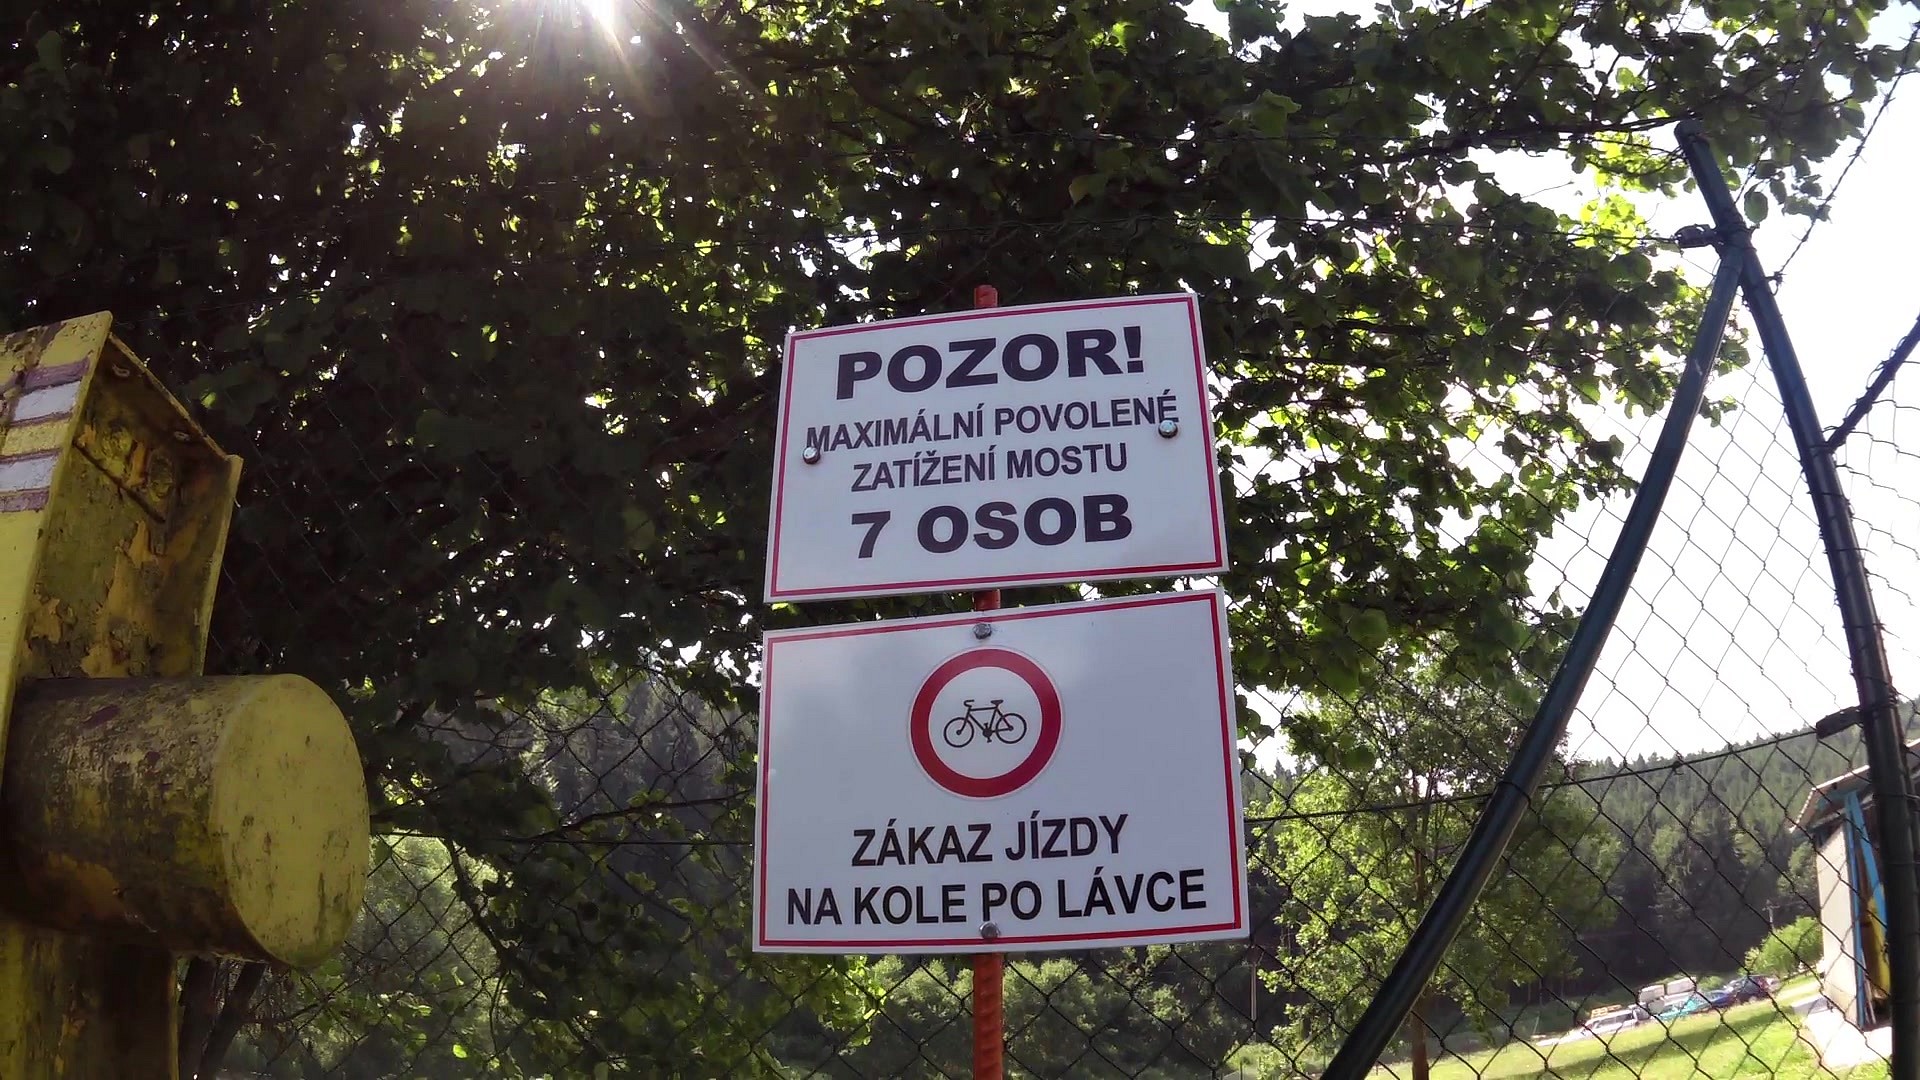 POZOR!
MAXIMÁLNÍ POVOLENÉ
ZATÍŽENÍ MOSTU
7 OSOB
ZÁKAZ JÍZDY
NA KOLE PO LÁVCE